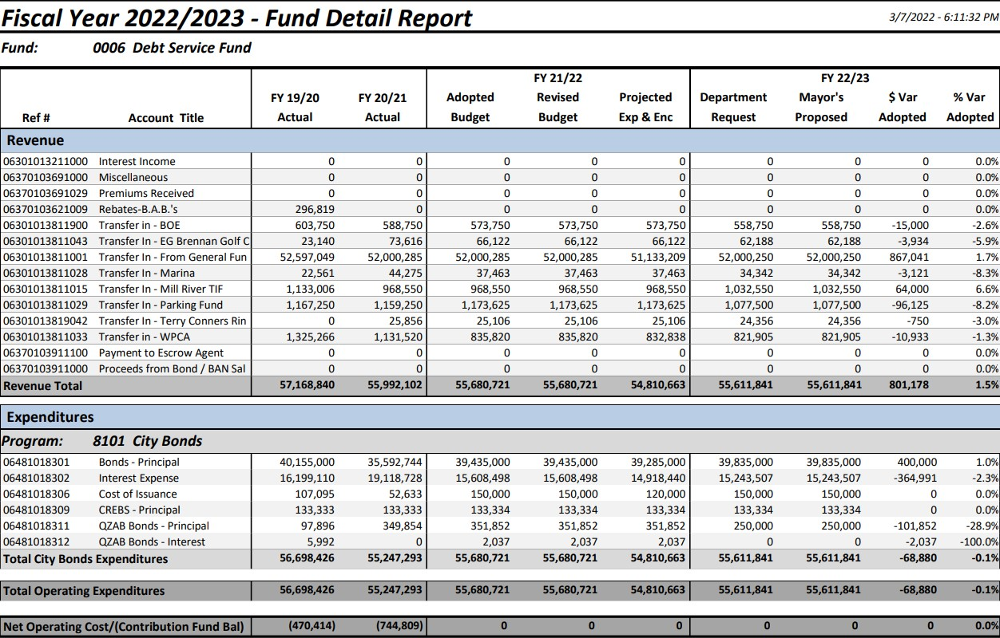 Fiscal Year 2022/2023 - Fund Detail Report 3/7/2022 - 6:11:32 PM
Fund: 0006 Debt Service Fund
FY 21/22 FY 22/23
FY 19/20 FY 20/21 Adopted Revised Projected Department Mayor's $ Var % Var
Ref # Account Title Actual Actual Budget Budget Exp & Enc Request Proposed Adopted Adopted
Revenue
06301013211000 Interest Income 0 0 0 0 0 0 0 0 0.0%
06370103691000 Miscellaneous 0 0 0 0 0 0 0 0 0.0%
06370103691029 Premiums Received 0 0 0 0 0 0 0 0 0.0%
06370103621009 Rebates-B.A.B.'s 296,819 0 0 0 0 0 0 0 0.0%
06301013811900 Transfer in - BOE 603,750 588,750 573,750 573,750 573,750 558,750 558,750 -15,000 -2.6%
06301013811043 Transfer In - EG Brennan Golf C 23,140 73,616 66,122 66,122 66,122 62,188 62,188 -3,934 -5.9%
06301013811001 Transfer In - From General Fun 52,597,049 52,000,285 52,000,285 52,000,285 51,133,209 52,000,250 52,000,250 867,041 1.7%
06301013811028 Transfer In - Marina 22,561 44,275 37,463 37,463 37,463 34,342 34,342 -3,121 -8.3%
06301013811015 Transfer In - Mill River TIF 1,133,006 968,550 968,550 968,550 968,550 1,032,550 1,032,550 64,000 6.6%
06301013811029 Transfer In - Parking Fund 1,167,250 1,159,250 1,173,625 1,173,625 1,173,625 1,077,500 1,077,500 -96,125 -8.2%
06301013819042 Transfer In - Terry Conners Rin 0 25,856 25,106 25,106 25,106 24,356 24,356 -750 -3.0%
06301013811033 Transfer in - WPCA 1,325,266 1,131,520 835,820 835,820 832,838 821,905 821,905 -10,933 -1.3%
06370103911100 Payment to Escrow Agent 0 0 0 0 0 0 0 0 0.0%
06370103911000 Proceeds from Bond / BAN Sal 0 0 0 0 0 0 0 0 0.0%
Revenue Total 57,168,840 55,992,102 55,680,721 55,680,721 54,810,663 55,611,841 55,611,841 801,178 1.5%
Expenditures
Program: 8101 City Bonds
06481018301 Bonds - Principal 40,155,000 35,592,744 39,435,000 39,435,000 39,285,000 39,835,000 39,835,000 400,000 1.0%
06481018302 Interest Expense 16,199,110 19,118,728 15,608,498 15,608,498 14,918,440 15,243,507 15,243,507 -364,991 -2.3%
06481018306 Cost of Issuance 107,095 52,633 150,000 150,000 120,000 150,000 150,000 0 0.0%
06481018309 CREBS - Principal 133,333 133,333 133,334 133,334 133,334 133,334 133,334 0 0.0%
06481018311 QZAB Bonds - Principal 97,896 349,854 351,852 351,852 351,852 250,000 250,000 -101,852 -28.9%
06481018312 QZAB Bonds - Interest 5,992 0 2,037 2,037 2,037 0 0 -2,037 -100.0%
Total City Bonds Expenditures 56,698,426 55,247,293 55,680,721 55,680,721 54,810,663 55,611,841 55,611,841 -68,880 -0.1%
Total Operating Expenditures 56,698,426 55,247,293 55,680,721 55,680,721 54,810,663 55,611,841 55,611,841 -68,880 -0.1%
Net Operating Cost/(Contribution Fund Bal) (470,414) (744,809) 0 0 0 0 0 0 0.0%